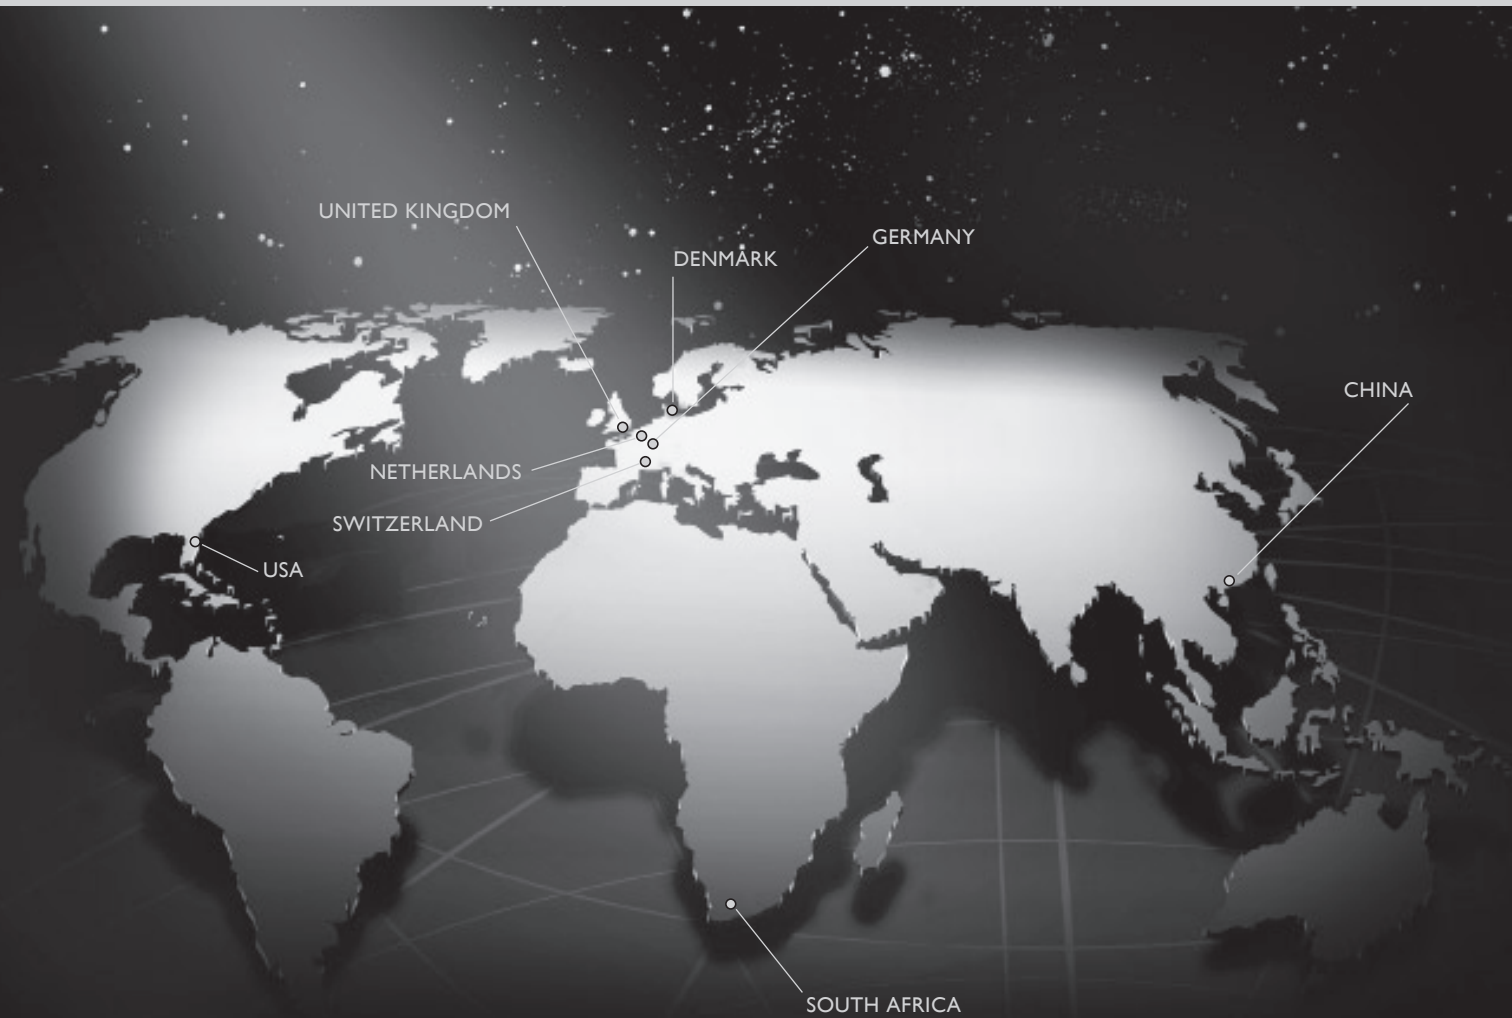 UNITED KINGDOM
GERMANY
DENMARK
CHINA
NETHERLANDS
SWITZERLAND
USA
SOUTH AFRICA